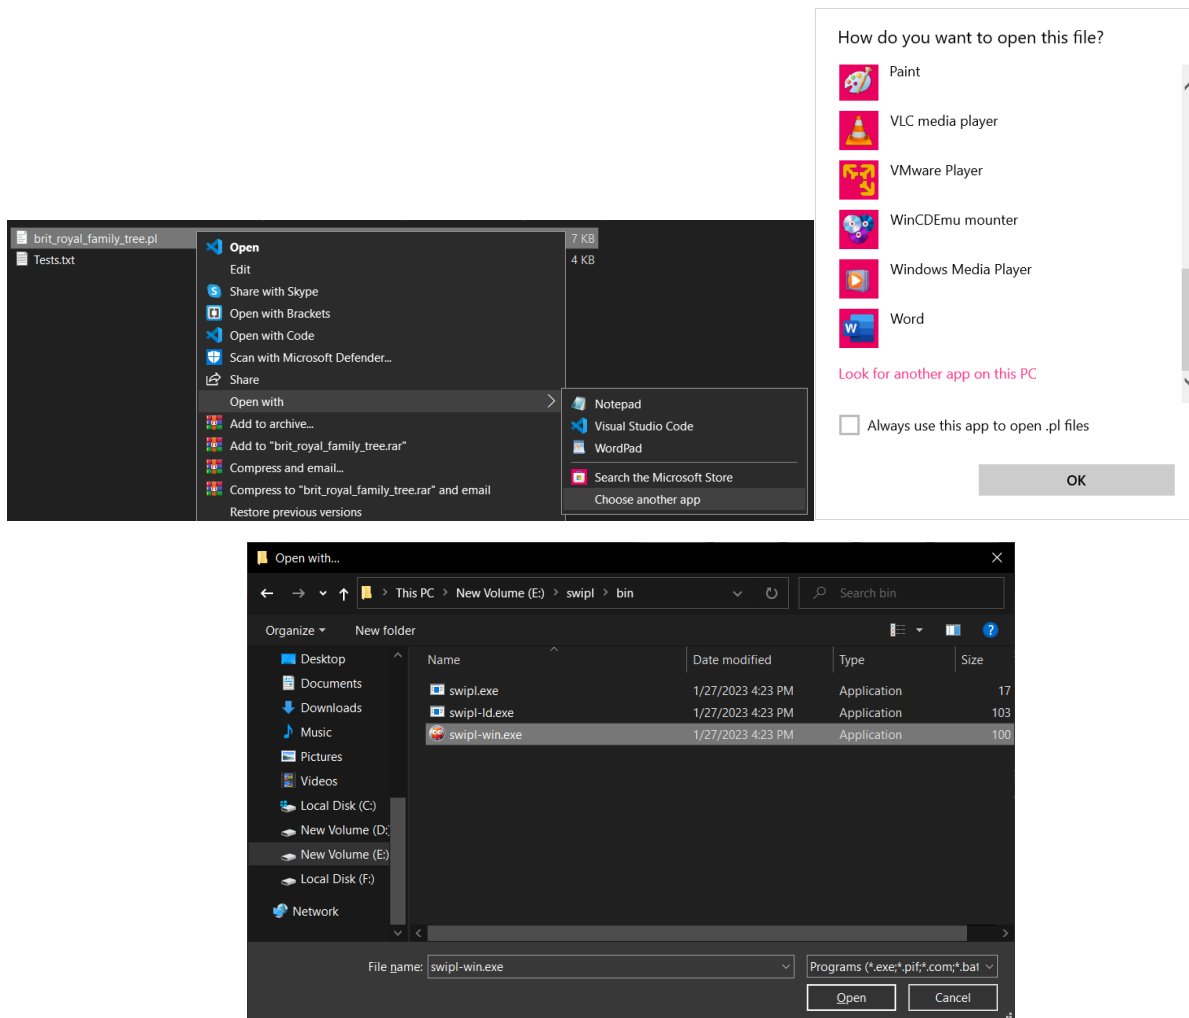 How do you want to open this file?
Paint
VLC media player
VMware Player
WinCDEmu mounter
Windows Media Player
Word
Look for another app on this PC
Always use this app to open .pl files
OK
brit_royal_family_tree.pl
7 KB
Tests.txt
4 KB
Open
Edit
Share with Skype
Open with Brackets
Open with Code
Scan with Microsoft Defender...
Share
Open with
Add to archive...
Add to "brit_royal_family_tree.rar"
Compress and email...
Compress to "brit_royal_family_tree.rar" and email
Restore previous versions
Notepad
Visual Studio Code
WordPad
Search the Microsoft Store
Choose another app
Open with...
This PC > New Volume (E:) > swipl > bin
Search bin
Organize
New folder
Desktop
Documents
Downloads
Music
Pictures
Videos
Local Disk (C:)
New Volume (D:)
New Volume (E:)
Local Disk (F:)
Network
Name Date modified Type Size
swipl.exe 1/27/2023 4:23 PM Application 17
swipl-ld.exe 1/27/2023 4:23 PM Application 103
swipl-win.exe 1/27/2023 4:23 PM Application 100
File name: swipl-win.exe
Programs (*.exe;*.pif;*.com;*.bat
Open
Cancel